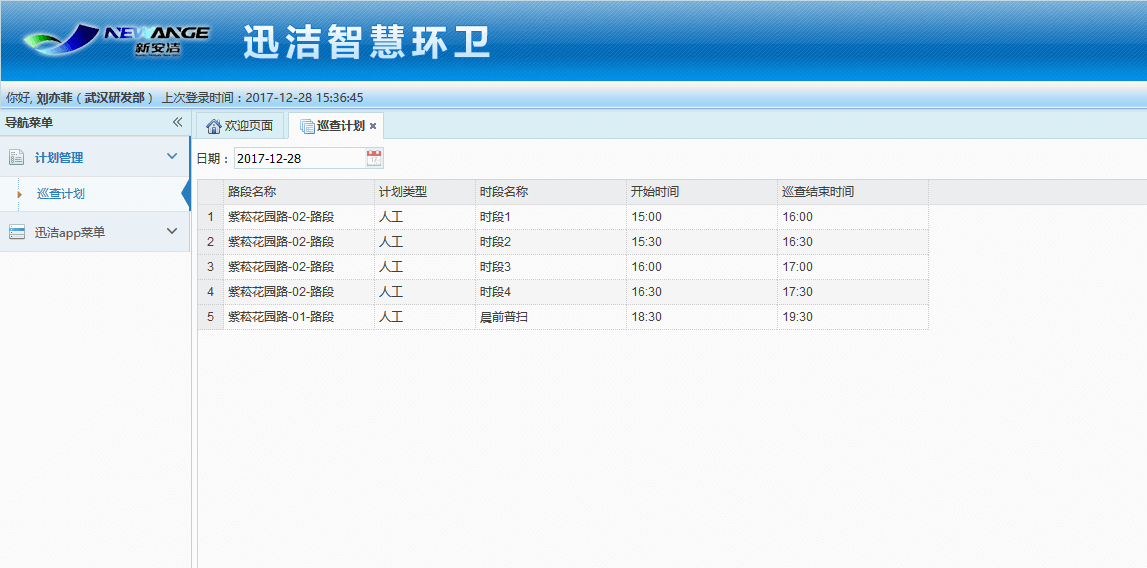 NEWANGE
新安洁
迅洁智慧环卫
你好, 刘亦菲（武汉研发部） 上次登录时间：2017-12-28 15:36:45
导航菜单
欢迎页面 巡查计划
计划管理
巡查计划
迅洁app菜单
日期： 2017-12-28
路段名称 计划类型 时段名称 开始时间 巡查结束时间
1 紫菘花园路-02-路段 人工 时段1 15:00 16:00
2 紫菘花园路-02-路段 人工 时段2 15:30 16:30
3 紫菘花园路-02-路段 人工 时段3 16:00 17:00
4 紫菘花园路-02-路段 人工 时段4 16:30 17:30
5 紫菘花园路-01-路段 人工 晨前普扫 18:30 19:30